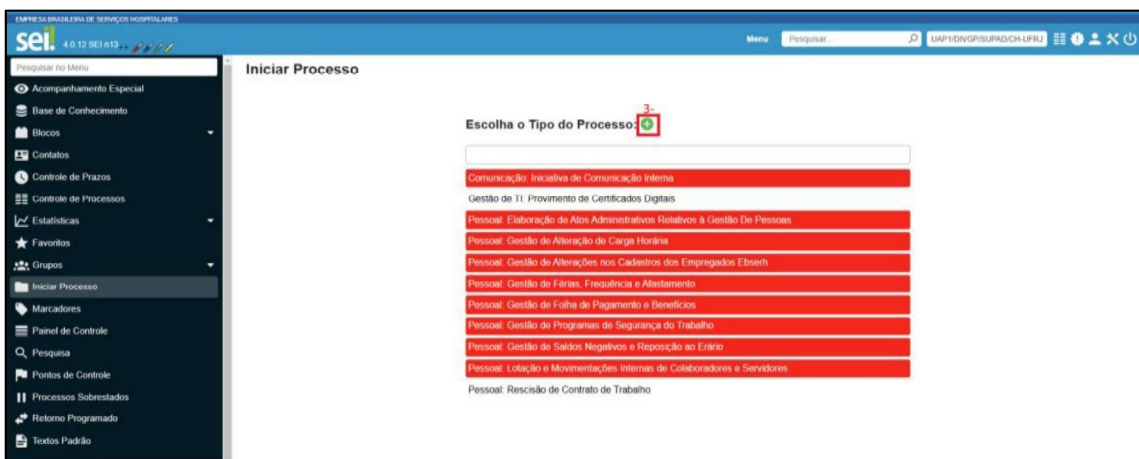 EMPRESA BRASILEIRA DE SERVIÇOS HOSPITALARES
sei. 4.0.12 SEI n13
Menu
Pesquisar...
UAP1/DIVGP/SUPAD/CH-UFRJ
Pesquisar no Menu
Acompanhamento Especial
Base de Conhecimento
Blocos
Contatos
Controle de Prazos
Controle de Processos
Estatísticas
Favoritos
Grupos
Iniciar Processo
Marcadores
Painel de Controle
Pesquisa
Pontos de Controle
Processos Sobrestados
Retorno Programado
Textos Padrão
Iniciar Processo
3-
Escolha o Tipo do Processo:
Comunicação: Iniciativa de Comunicação Interna
Gestão de TI: Provimento de Certificados Digitais
Pessoal: Elaboração de Atos Administrativos Relativos à Gestão De Pessoas
Pessoal: Gestão de Alteração de Carga Horária
Pessoal: Gestão de Alterações nos Cadastros dos Empregados Ebserh
Pessoal: Gestão de Férias, Frequência e Afastamento
Pessoal: Gestão de Folha de Pagamento e Benefícios
Pessoal: Gestão de Programas de Segurança do Trabalho
Pessoal: Gestão de Saldos Negativos e Reposição ao Erário
Pessoal: Lotação e Movimentações Internas de Colaboradores e Servidores
Pessoal: Rescisão de Contrato de Trabalho